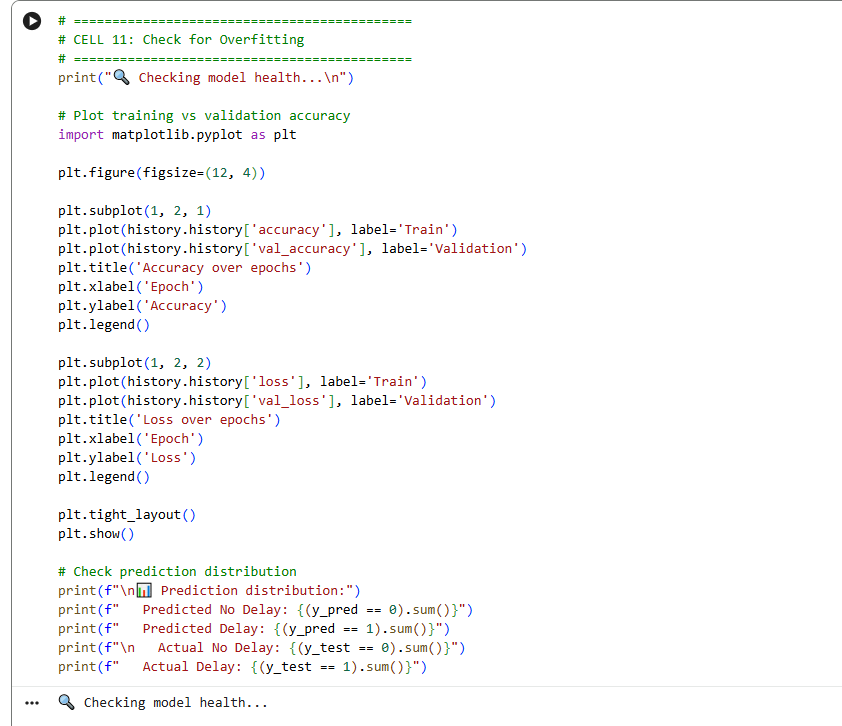 # ============================================
# CELL 11: Check for Overfitting
# ============================================
print("🔍 Checking model health...\n")
# Plot training vs validation accuracy
import matplotlib.pyplot as plt
plt.figure(figsize=(12, 4))
plt.subplot(1, 2, 1)
plt.plot(history.history['accuracy'], label='Train')
plt.plot(history.history['val_accuracy'], label='Validation')
plt.title('Accuracy over epochs')
plt.xlabel('Epoch')
plt.ylabel('Accuracy')
plt.legend()
plt.subplot(1, 2, 2)
plt.plot(history.history['loss'], label='Train')
plt.plot(history.history['val_loss'], label='Validation')
plt.title('Loss over epochs')
plt.xlabel('Epoch')
plt.ylabel('Loss')
plt.legend()
plt.tight_layout()
plt.show()
# Check prediction distribution
print(f"\n📊 Prediction distribution:")
print(f"   Predicted No Delay: {(y_pred == 0).sum()}")
print(f"   Predicted Delay: {(y_pred == 1).sum()}")
print(f"\n   Actual No Delay: {(y_test == 0).sum()}")
print(f"   Actual Delay: {(y_test == 1).sum()}")
🔍 Checking model health...